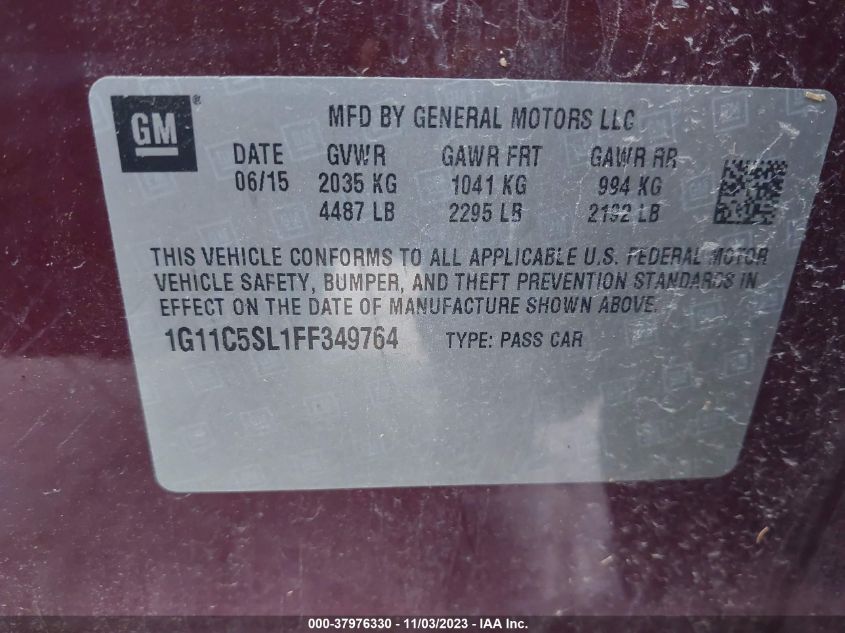 GM®
MFD BY GENERAL MOTORS LLC
DATE GVWR GAWR FRT GAWR RR
06/15 2035 KG 1041 KG 994 KG
4487 LB 2295 LB 2192 LB
THIS VEHICLE CONFORMS TO ALL APPLICABLE U.S. FEDERAL MOTOR
VEHICLE SAFETY, BUMPER, AND THEFT PREVENTION STANDARDS IN
EFFECT ON THE DATE OF MANUFACTURE SHOWN ABOVE.
1G11C5SL1FF349764 TYPE: PASS CAR
000-37976330 - 11/03/2023 - IAA Inc.